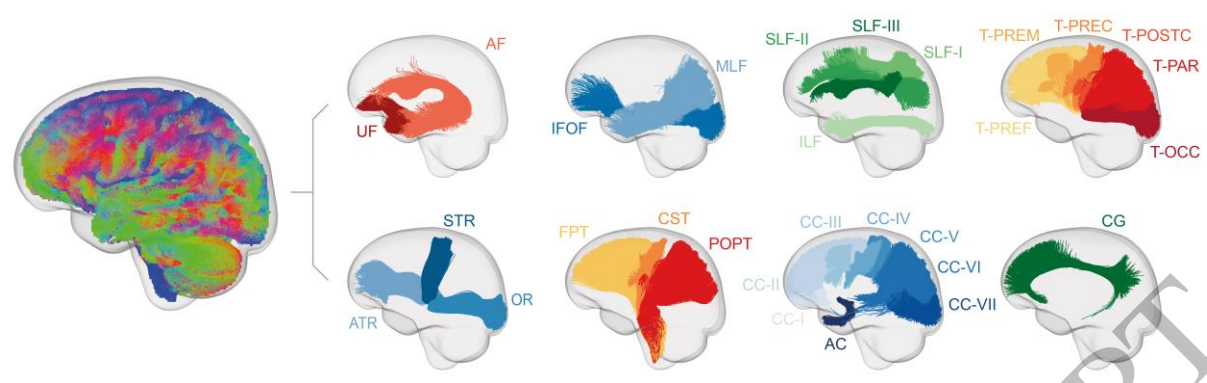 AF
UF
MLF
IFOF
SLF-III
SLF-II
SLF-I
ILF
T-PREC
T-PREM
T-POSTC
T-PAR
T-PREF
T-OCC
STR
OR
ATR
CST
FPT
POPT
CC-IV
CC-III
CC-V
CC-VI
CC-II
CC-VII
CC-I
AC
CG
PT